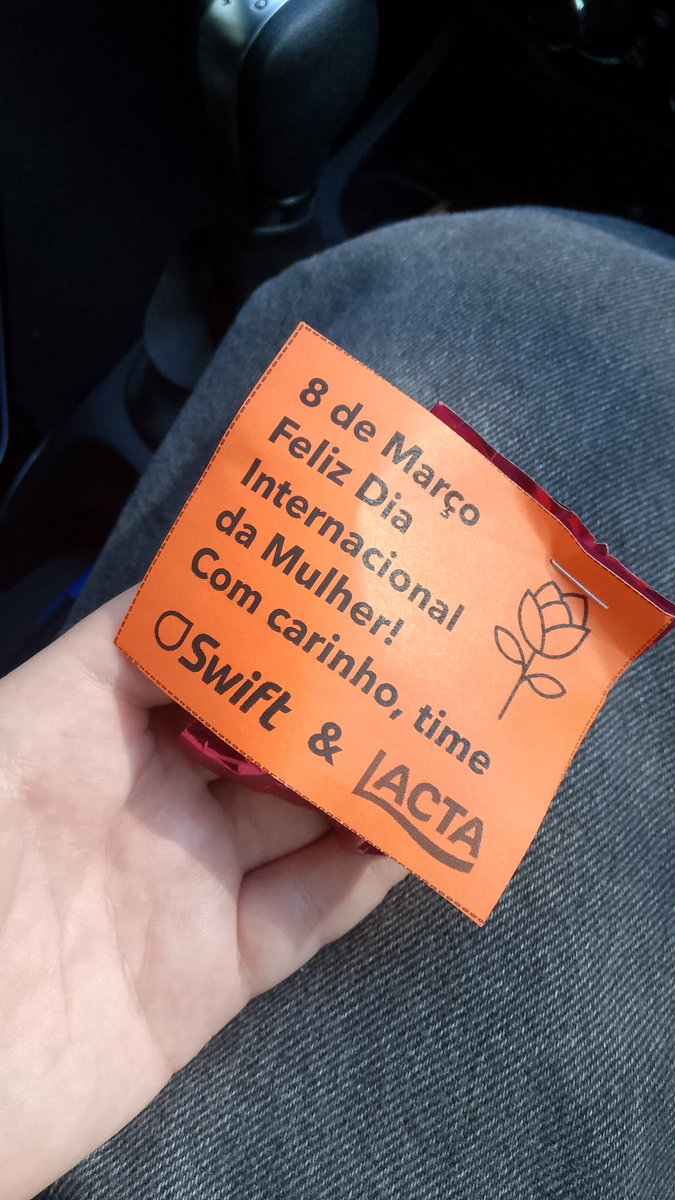 8 de Março
Feliz Dia
Internacional
da Mulher!
Com carinho, time
Swift & LACTA